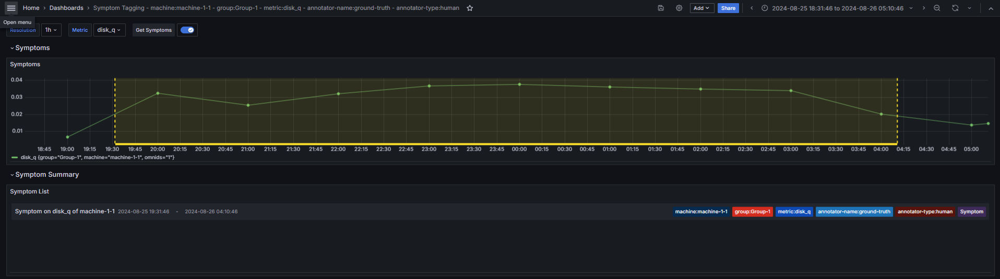 Home > Dashboards > Symptom Tagging - machine:machine-1-1 - group:Group-1 - metric:disk_q - annotator-name:ground-truth - annotator-type:human
Add
Share
2024-08-25 18:31:46 to 2024-08-26 05:10:46
Open menu
Resolution
1h
Metric
disk_q
Get Symptoms
Symptoms
Symptoms
0.04
0.03
0.02
0.01
18:45 19:00 19:15 19:30 19:45 20:00 20:15 20:30 20:45 21:00 21:15 21:30 21:45 22:00 22:15 22:30 22:45 23:00 23:15 23:30 23:45 00:00 00:15 00:30 00:45 01:00 01:15 01:30 01:45 02:00 02:15 02:30 02:45 03:00 03:15 03:30 03:45 04:00 04:15 04:30 04:45 05:00
disk_q {group="Group-1", machine="machine-1-1", omnids="1"}
Symptom Summary
Symptom List
Symptom on disk_q of machine-1-1 2024-08-25 19:31:46 - 2024-08-26 04:10:46 machine:machine-1-1 group:Group-1 metric:disk_q annotator-name:ground-truth annotator-type:human Symptom